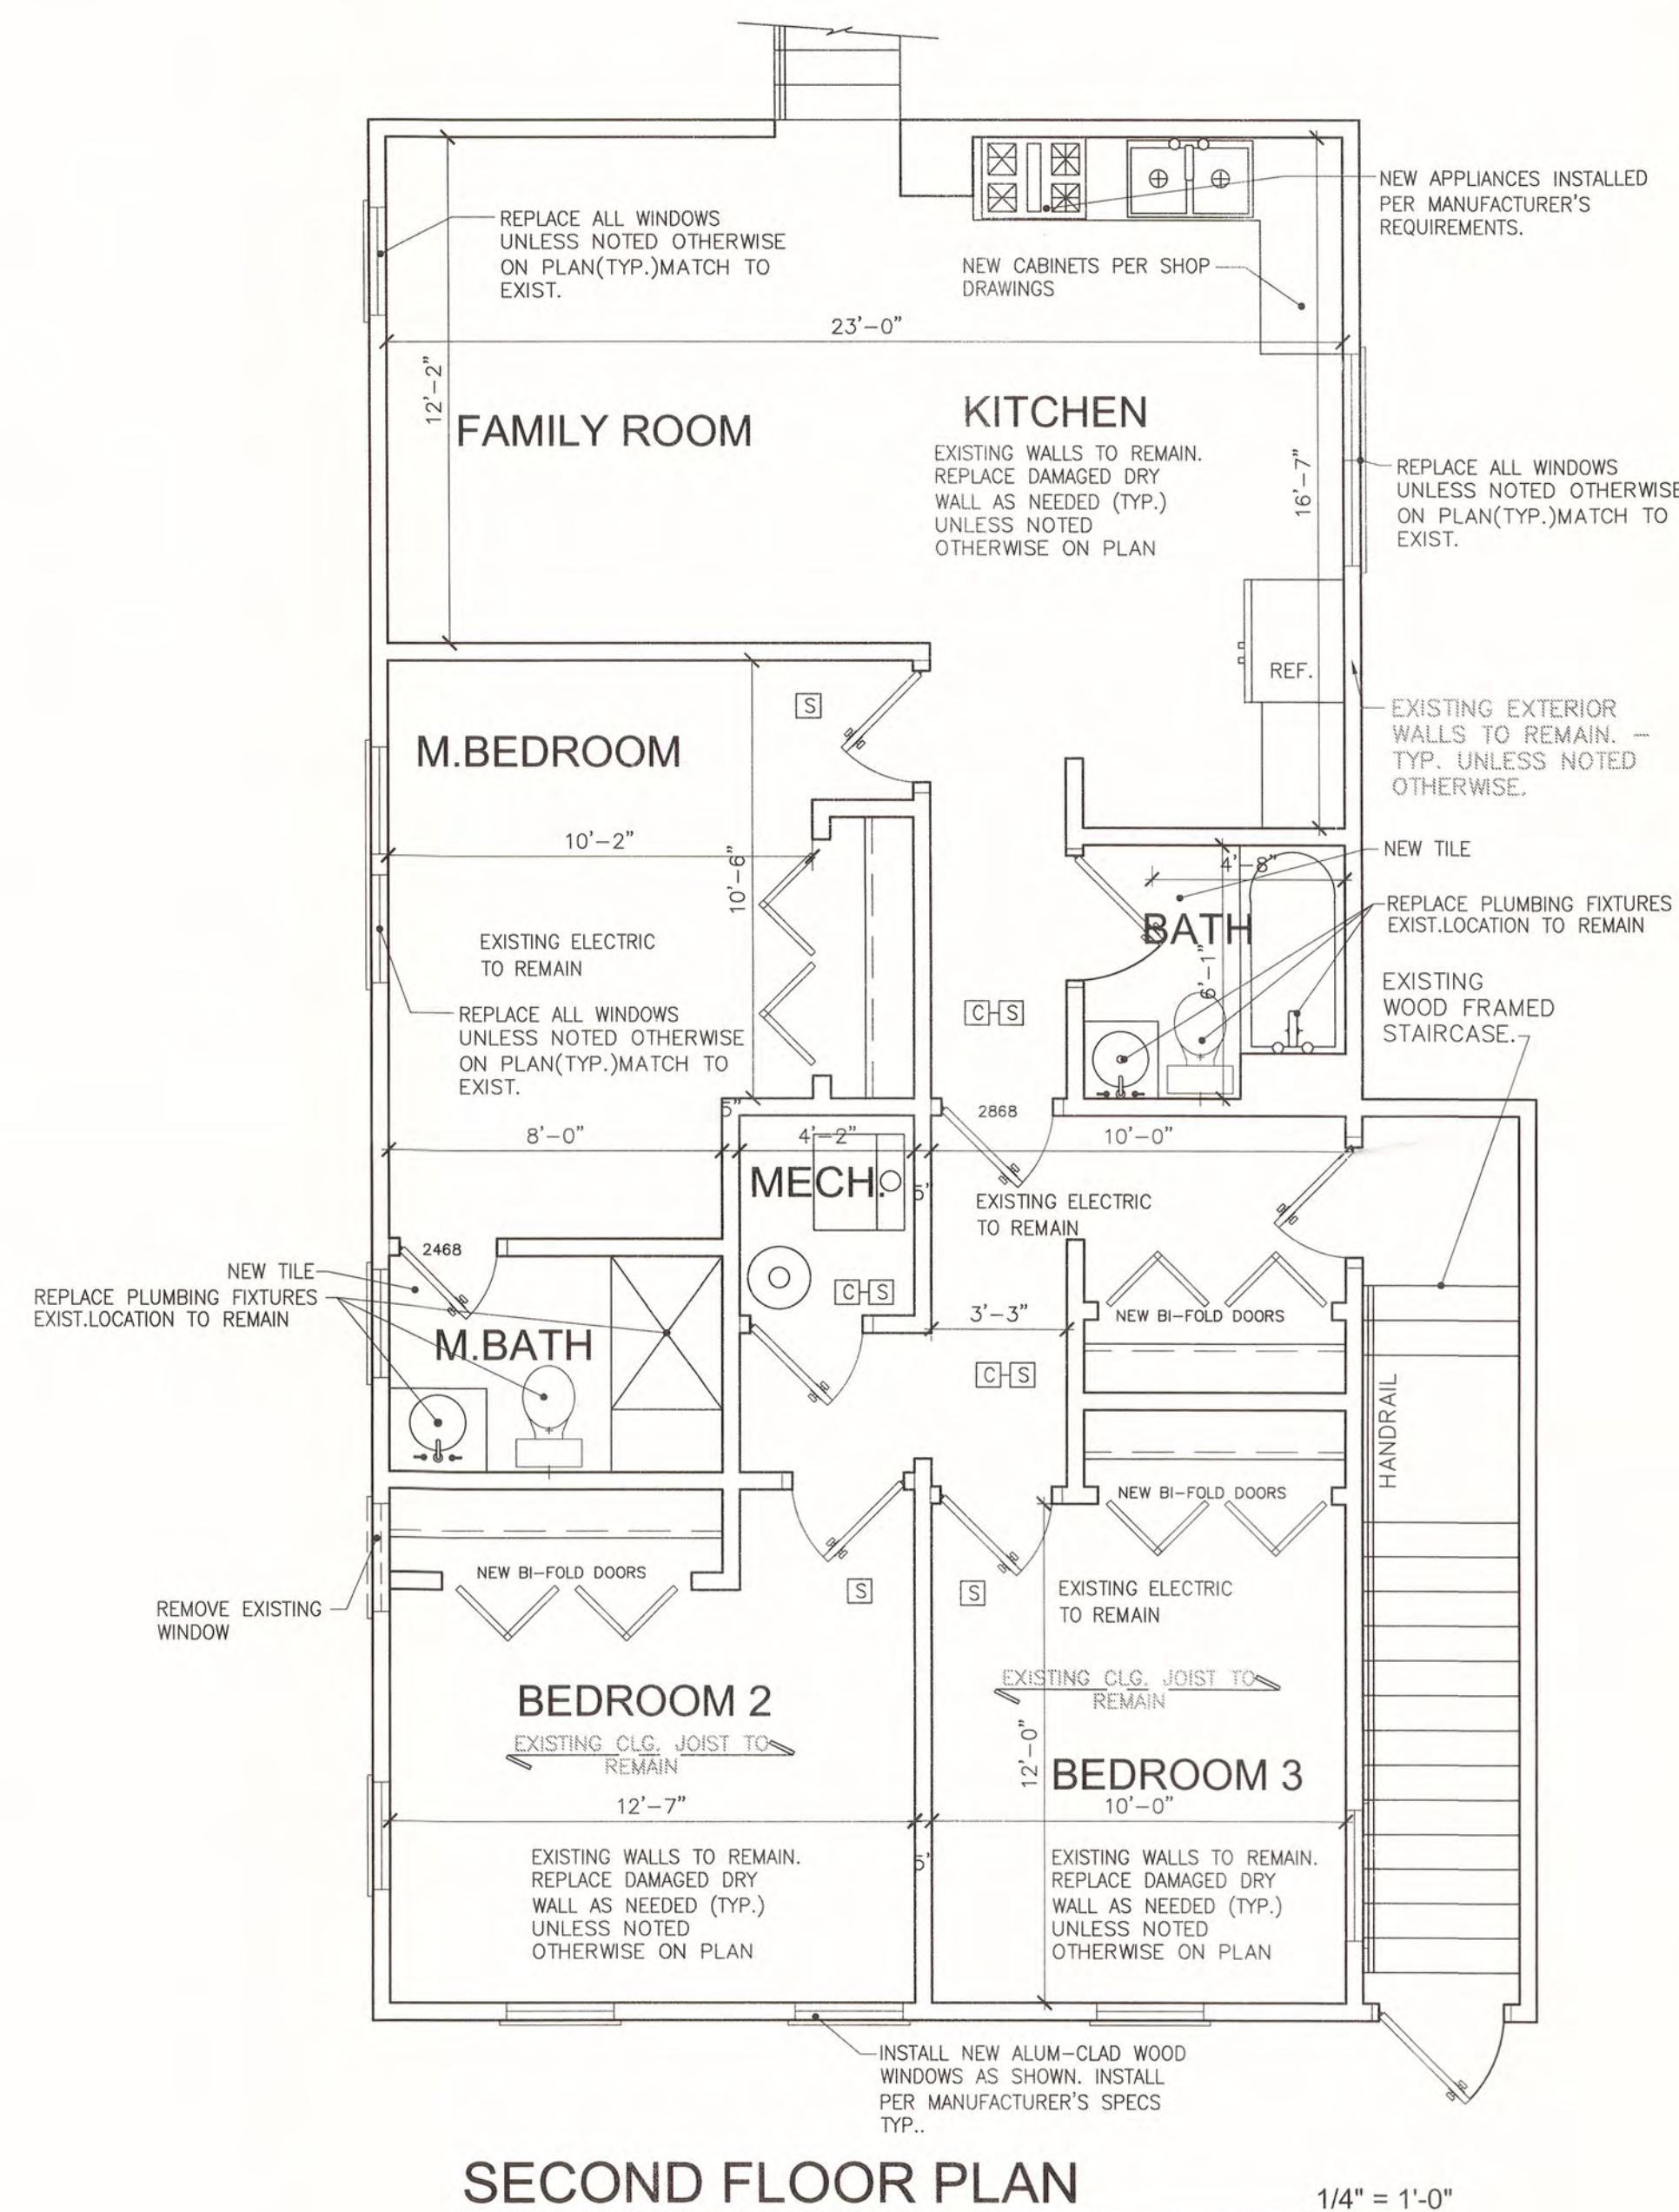 REPLACE ALL WINDOWS
UNLESS NOTED OTHERWISE
ON PLAN(TYP.)MATCH TO
EXIST.
NEW APPLIANCES INSTALLED
PER MANUFACTURER'S
REQUIREMENTS.
NEW CABINETS PER SHOP
DRAWINGS
23'-0"
12'-2"
FAMILY ROOM
KITCHEN
EXISTING WALLS TO REMAIN.
REPLACE DAMAGED DRY
WALL AS NEEDED (TYP.)
UNLESS NOTED
OTHERWISE ON PLAN
16'-7"
REPLACE ALL WINDOWS
UNLESS NOTED OTHERWISE
ON PLAN(TYP.)MATCH TO
EXIST.
REF.
S
M.BEDROOM
EXISTING EXTERIOR
WALLS TO REMAIN. -
TYP. UNLESS NOTED
OTHERWISE.
10'-2"
10'-6"
4'-8"
NEW TILE
BATH
REPLACE PLUMBING FIXTURES
EXIST.LOCATION TO REMAIN
EXISTING ELECTRIC
TO REMAIN
6'-1"
REPLACE ALL WINDOWS
UNLESS NOTED OTHERWISE
ON PLAN(TYP.)MATCH TO
EXIST.
C S
EXISTING
WOOD FRAMED
STAIRCASE.
5"
2868
8'-0"
4'-2"
10'-0"
MECH.
5'
EXISTING ELECTRIC
TO REMAIN
2468
NEW TILE
REPLACE PLUMBING FIXTURES
EXIST.LOCATION TO REMAIN
C S
3'-3"
NEW BI-FOLD DOORS
M.BATH
C S
HANDRAIL
NEW BI-FOLD DOORS
NEW BI-FOLD DOORS
S
S
EXISTING ELECTRIC
TO REMAIN
REMOVE EXISTING
WINDOW
EXISTING CLG. JOIST TO
REMAIN
BEDROOM 2
EXISTING CLG. JOIST TO
REMAIN
12'-0"
BEDROOM 3
12'-7"
10'-0"
5'
EXISTING WALLS TO REMAIN.
REPLACE DAMAGED DRY
WALL AS NEEDED (TYP.)
UNLESS NOTED
OTHERWISE ON PLAN
EXISTING WALLS TO REMAIN.
REPLACE DAMAGED DRY
WALL AS NEEDED (TYP.)
UNLESS NOTED
OTHERWISE ON PLAN
INSTALL NEW ALUM-CLAD WOOD
WINDOWS AS SHOWN. INSTALL
PER MANUFACTURER'S SPECS
TYP..
SECOND FLOOR PLAN
1/4" = 1'-0"